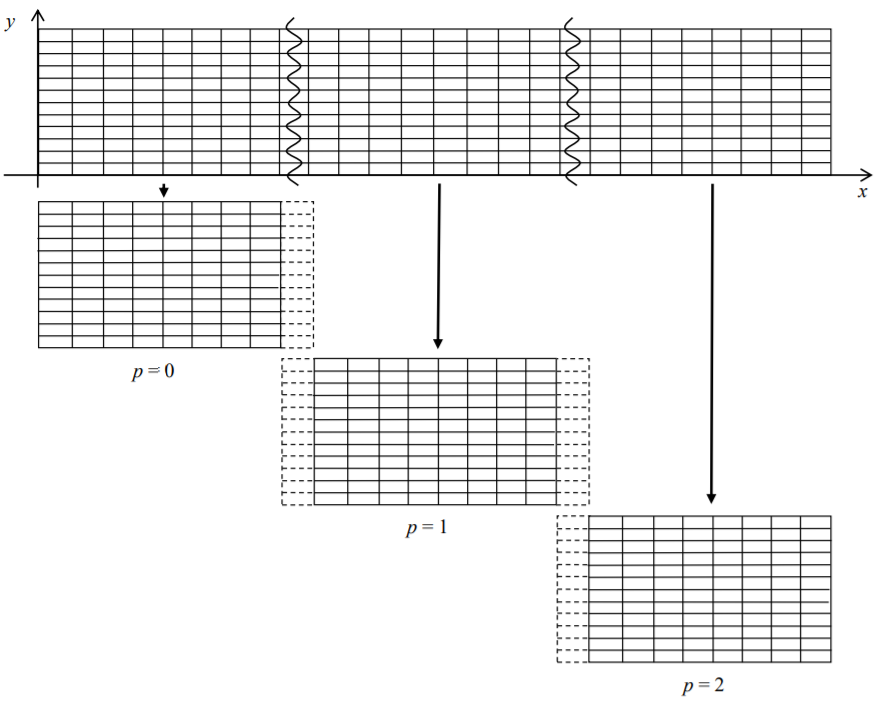 y
x
p = 0
p = 1
p = 2